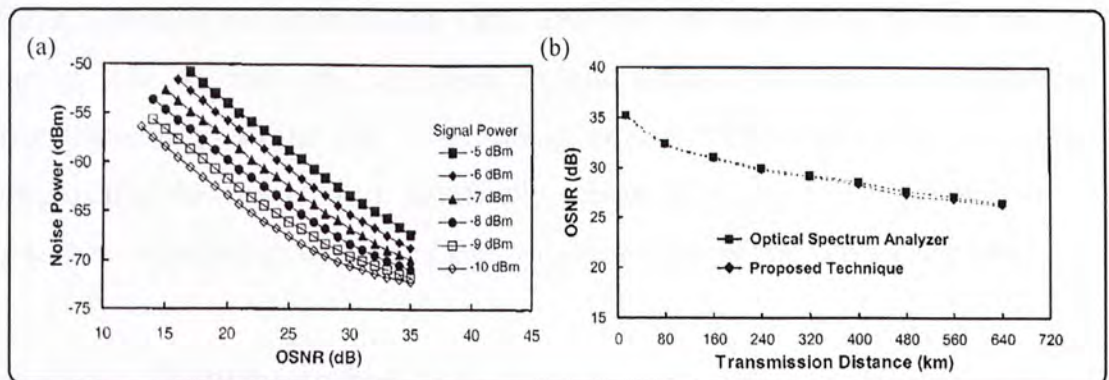 (a)
Noise Power (dBm)
-50
-55
-60
-65
-70
-75
10 15 20 25 30 35 40 45
OSNR (dB)
Signal Power
-5 dBm
-6 dBm
-7 dBm
-8 dBm
-9 dBm
-10 dBm
(b)
OSNR (dB)
40
35
30
25
20
15
0 80 160 240 320 400 480 560 640 720
Transmission Distance (km)
Optical Spectrum Analyzer
Proposed Technique